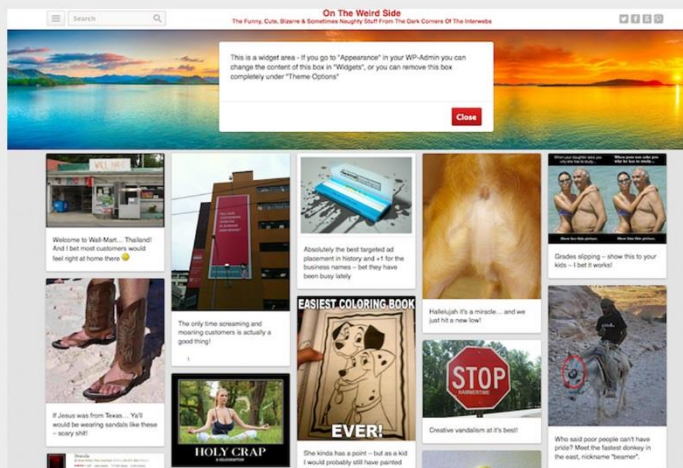 On The Weird Side
The Funny, Cute, Bizarre & Sometimes Naughty Stuff From The Dark Corners Of The Interwebs
Search
This is a widget area - If you go to "Appearance" in your WP-Admin you can
change the content of this box in "Widgets", or you can remove this box
completely under "Theme Options"
Close
WALL-MART
Welcome to Wall-Mart... Thailand!
And I bet most customers would
feel right at home there
If Jesus was from Texas... Ya'll
would be wearing sandals like these
– scary shit!
The only time screaming and
moaning customers is actually a
good thing!
HOLY CRAP
Absolutely the best targeted ad
placement in history and +1 for the
business names – bet they have
been busy lately
EASIEST COLORING BOOK
EVER!
She kinda has a point – but as a kid
I would probably still have painted
Hallelujah it's a miracle... and we
just hit a new low!
STOP
HAMMERTIME
Creative vandalism at it's best!
Grades slipping – show this to your
kids – I bet it works!
Who said poor people can't have
pride? Meet the fastest donkey in
the east, nickname "beamer".